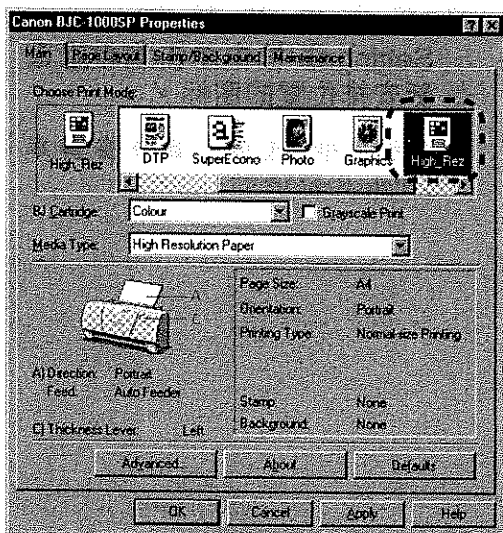 Canon BJC-1000SP Properties
Main Page Layout Stamp/Background Maintenance
Choose Print Mode:
High_Rez DTP SuperEcono Photo Graphics High_Rez
BJ Cartridge: Colour Grayscale Print
Media Type: High Resolution Paper
A
C
Page Size: A4
Orientation: Portrait
Printing Type: Normal-size Printing
A) Direction: Portrait
Feed: Auto Feeder
Stamp: None
Background: None
C) Thickness Lever: Left
Advanced... About Defaults
OK Cancel Apply Help